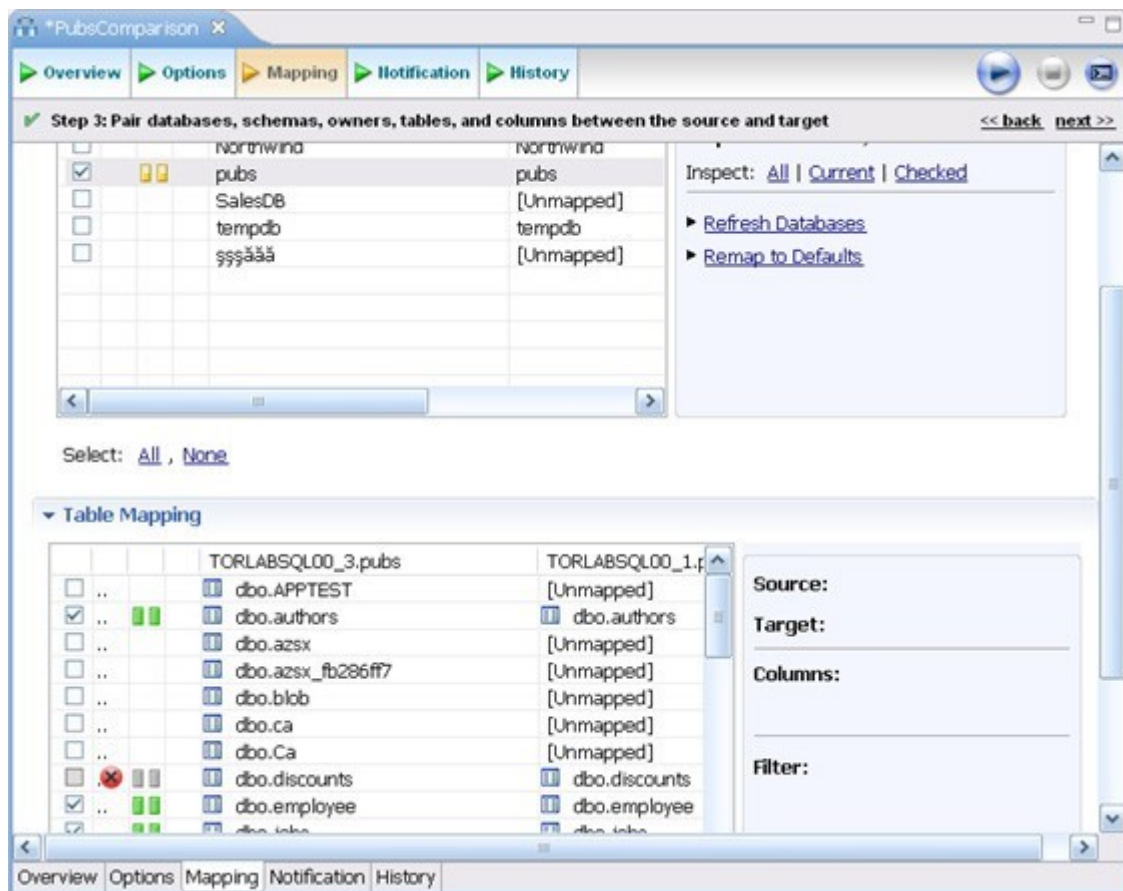 *PubsComparison
Overview Options Mapping Notification History
Step 3: Pair databases, schemas, owners, tables, and columns between the source and target << back next >>
Northwind Northwind
pubs pubs
SalesDB [Unmapped]
tempdb tempdb
şşşăăă [Unmapped]
Inspect: All | Current | Checked
Refresh Databases
Remap to Defaults
Select: All , None
Table Mapping
TORLABSQL00_3.pubs TORLABSQL00_1.p
.. dbo.APPTEST [Unmapped]
.. dbo.authors dbo.authors
.. dbo.azsx [Unmapped]
.. dbo.azsx_fb286ff7 [Unmapped]
.. dbo.blob [Unmapped]
.. dbo.ca [Unmapped]
.. dbo.Ca [Unmapped]
dbo.discounts dbo.discounts
.. dbo.employee dbo.employee
dbo.jobs dbo.jobs
Source:
Target:
Columns:
Filter:
Overview Options Mapping Notification History